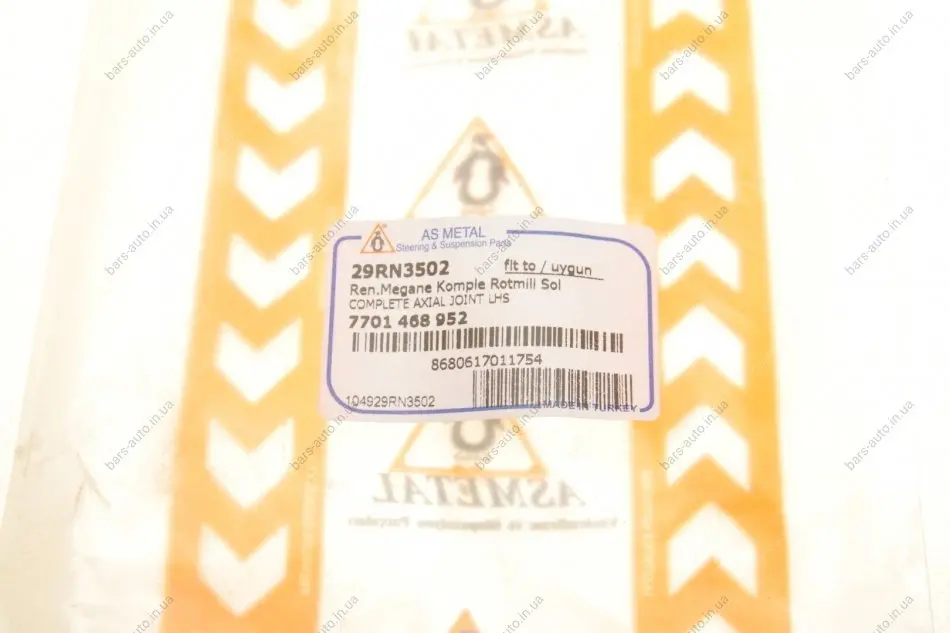 ASMETAL
AS METAL
Steering & Suspension Parts
29RN3502
fit to / uygun
Ren.Megane Komple Rotmili Sol
COMPLETE AXIAL JOINT LHS
7701 468 952
8680617011754
104929RN3502
MADE IN TURKEY
ASMETAL
bars-auto.in.ua